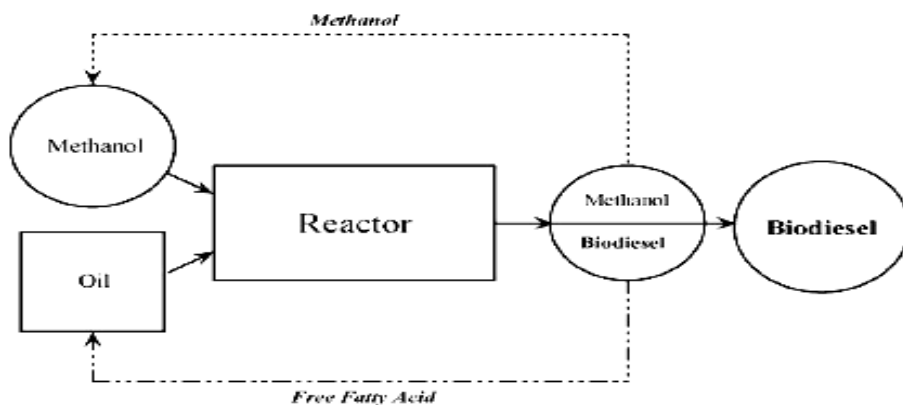 Methanol
Methanol
Reactor
Oil
Methanol
Biodiesel
Biodiesel
Free Fatty Acid